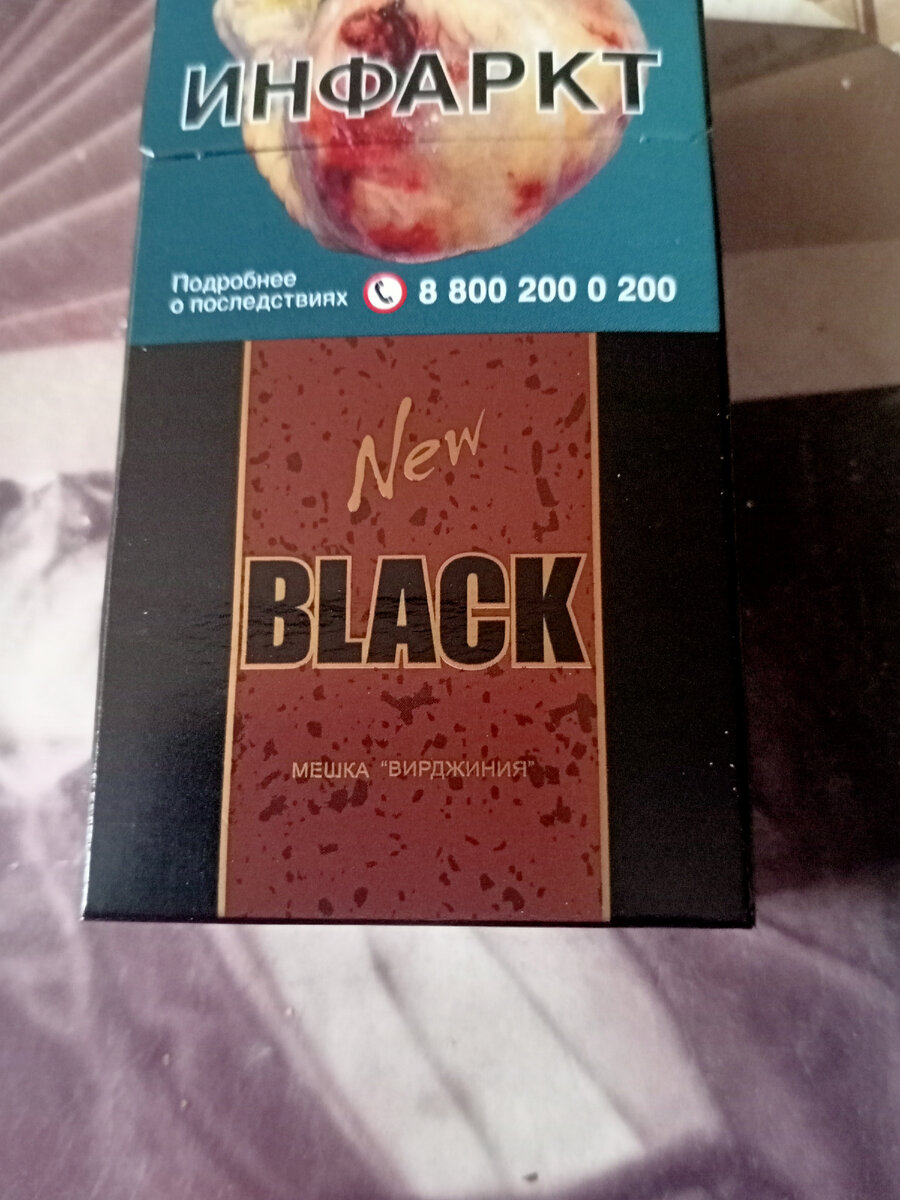 ИНФАРКТ
Подробнее
о последствиях
8 800 200 0 200
New
BLACK
МЕШКА "ВИРДЖИНИЯ"